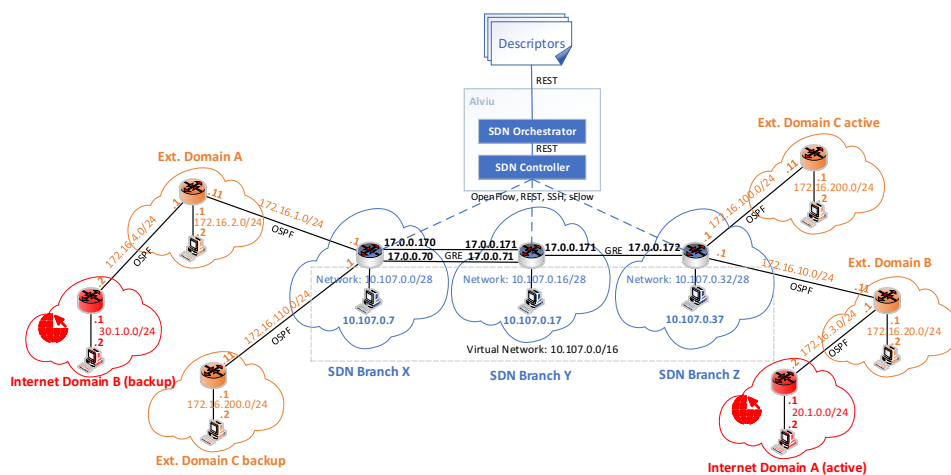 Descriptors
REST
Alviu
SDN Orchestrator
REST
SDN Controller
OpenFlow, REST, SSH, sFlow
Ext. Domain C active
.1
172.16.200.0/24
.2
.11
172.16.100.0/24
OSPF
.1
Ext. Domain A
.11
.1
172.16.2.0/24
.2
172.16.1.0/24
OSPF
.1
172.16.4.0/24
OSPF
.1
.2
.1
30.1.0.0/24
.2
Internet Domain B (backup)
17.0.0.170
17.0.0.171
17.0.0.70
GRE
17.0.0.71
17.0.0.171
GRE
17.0.0.172
Network: 10.107.0.0/28
Network: 10.107.0.16/28
Network: 10.107.0.32/28
10.107.0.7
10.107.0.17
10.107.0.37
Virtual Network: 10.107.0.0/16
SDN Branch X
SDN Branch Y
SDN Branch Z
.1
172.16.110.0/24
OSPF
.11
.1
172.16.200.0/24
.2
Ext. Domain C backup
.1
172.16.10.0/24
OSPF
.11
Ext. Domain B
.1
172.16.20.0/24
.2
.1
172.16.3.0/24
OSPF
.2
.1
20.1.0.0/24
.2
Internet Domain A (active)